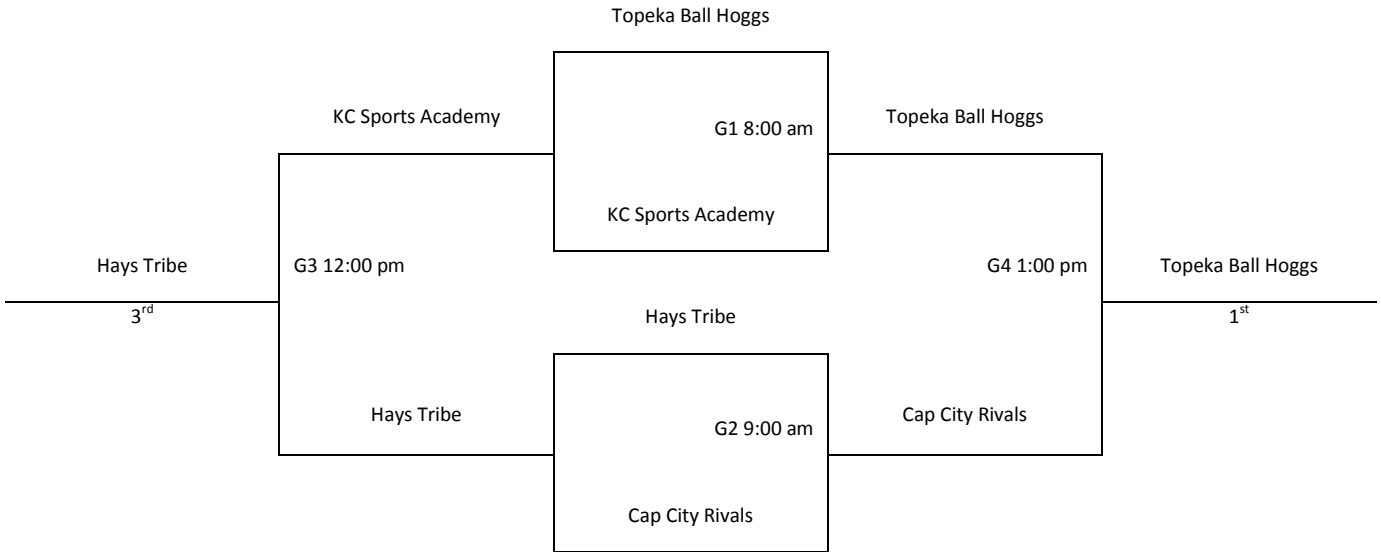 Topeka Ball Hoggs
KC Sports Academy
G1 8:00 am
Topeka Ball Hoggs
KC Sports Academy
Hays Tribe
G3 12:00 pm
G4 1:00 pm
Topeka Ball Hoggs
3rd
Hays Tribe
1st
Hays Tribe
G2 9:00 am
Cap City Rivals
Cap City Rivals